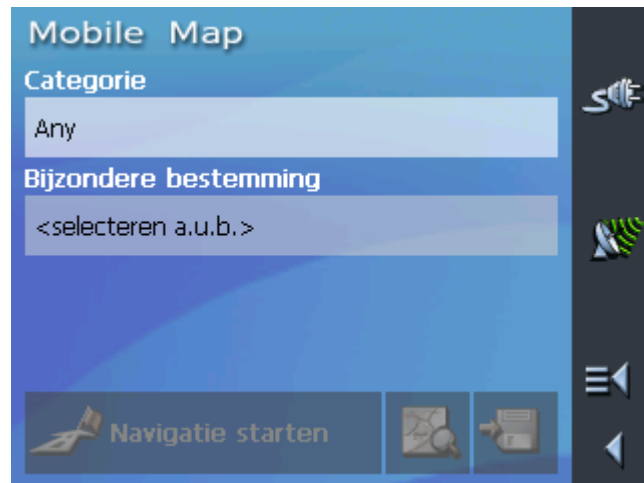 Mobile Map
Categorie
Any
Bijzondere bestemming
<selecteren a.u.b.>
Navigatie starten